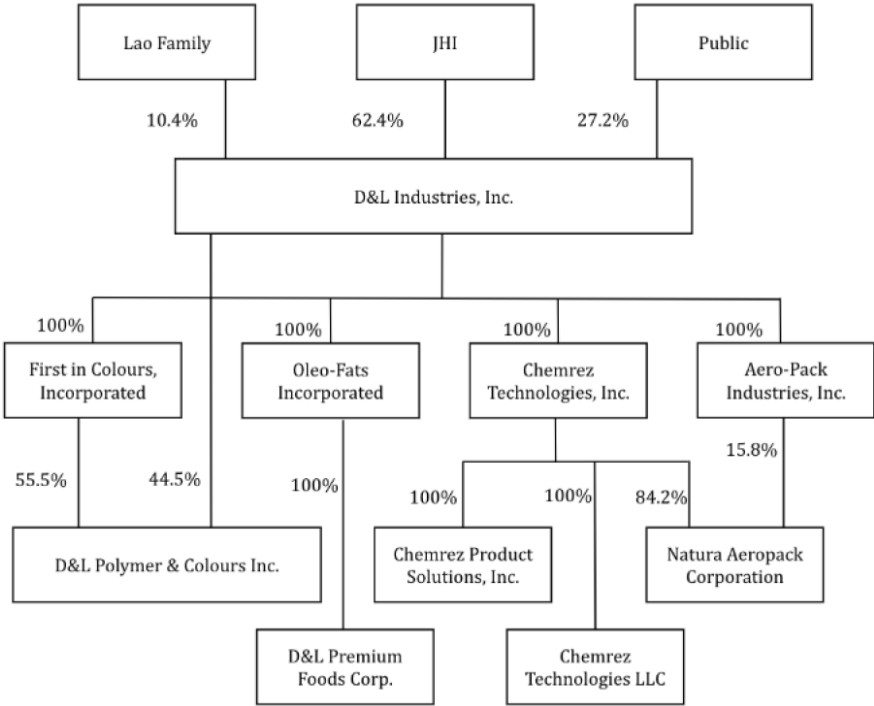 Lao Family
JHI
Public
10.4%
62.4%
27.2%
D&L Industries, Inc.
100%
100%
100%
100%
First in Colours,
Incorporated
Oleo-Fats
Incorporated
Chemrez
Technologies, Inc.
Aero-Pack
Industries, Inc.
55.5%
44.5%
100%
100%
100%
84.2%
15.8%
D&L Polymer & Colours Inc.
Chemrez Product
Solutions, Inc.
Natura Aeropack
Corporation
D&L Premium
Foods Corp.
Chemrez
Technologies LLC